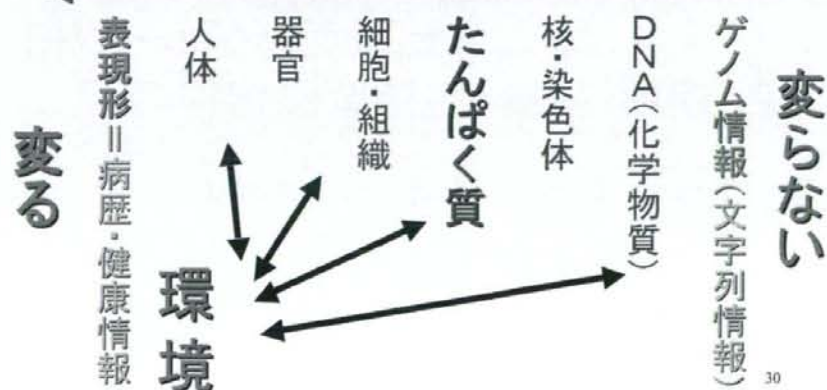 変らない
ゲノム情報(文字列情報)
DNA(化学物質)
核・染色体
たんぱく質
細胞・組織
器官
人体
環境
表現形=病歴・健康情報
変る
30